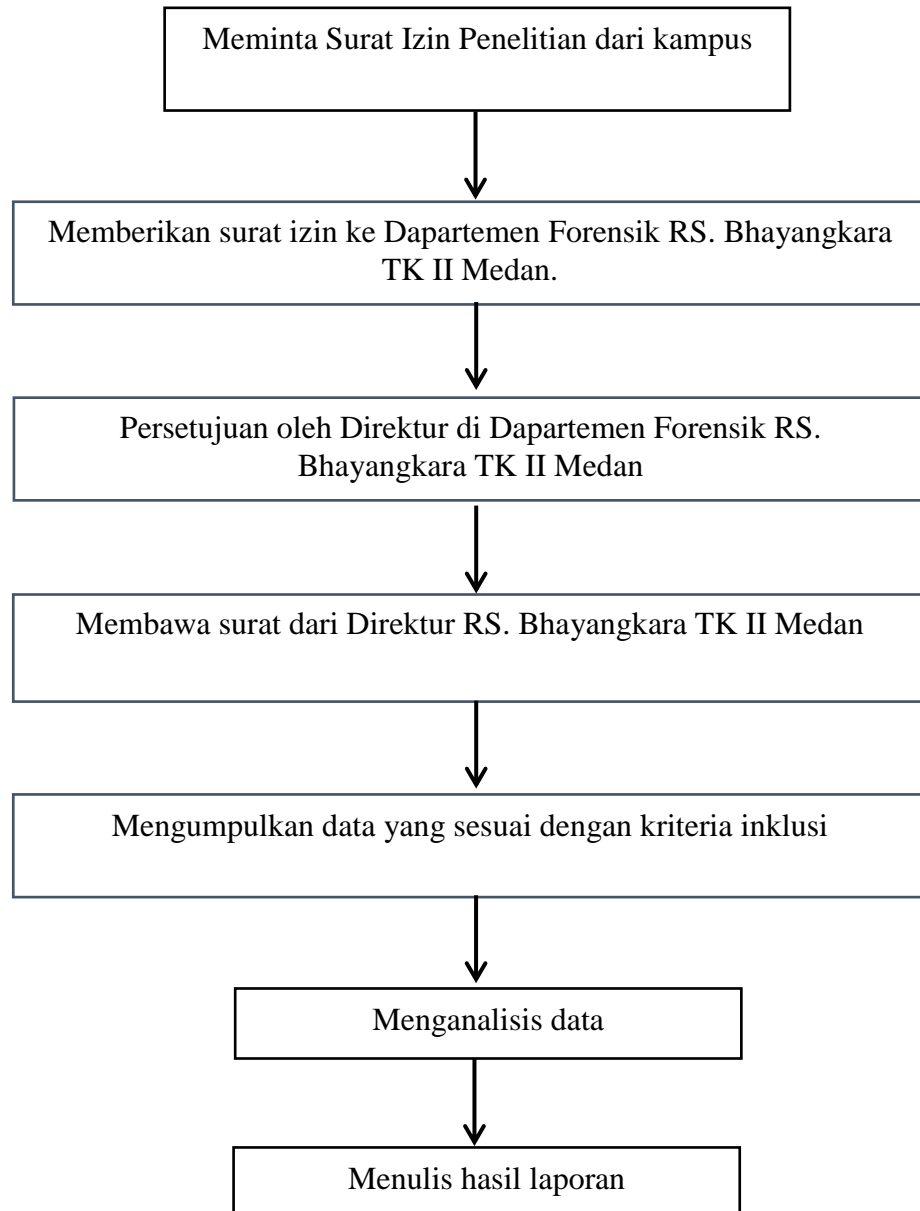 Meminta Surat Izin Penelitian dari kampus
Memberikan surat izin ke Dapartemen Forensik RS. Bhayangkara
TK II Medan.
Persetujuan oleh Direktur di Dapartemen Forensik RS.
Bhayangkara TK II Medan
Membawa surat dari Direktur RS. Bhayangkara TK II Medan
Mengumpulkan data yang sesuai dengan kriteria inklusi
Menganalisis data
Menulis hasil laporan